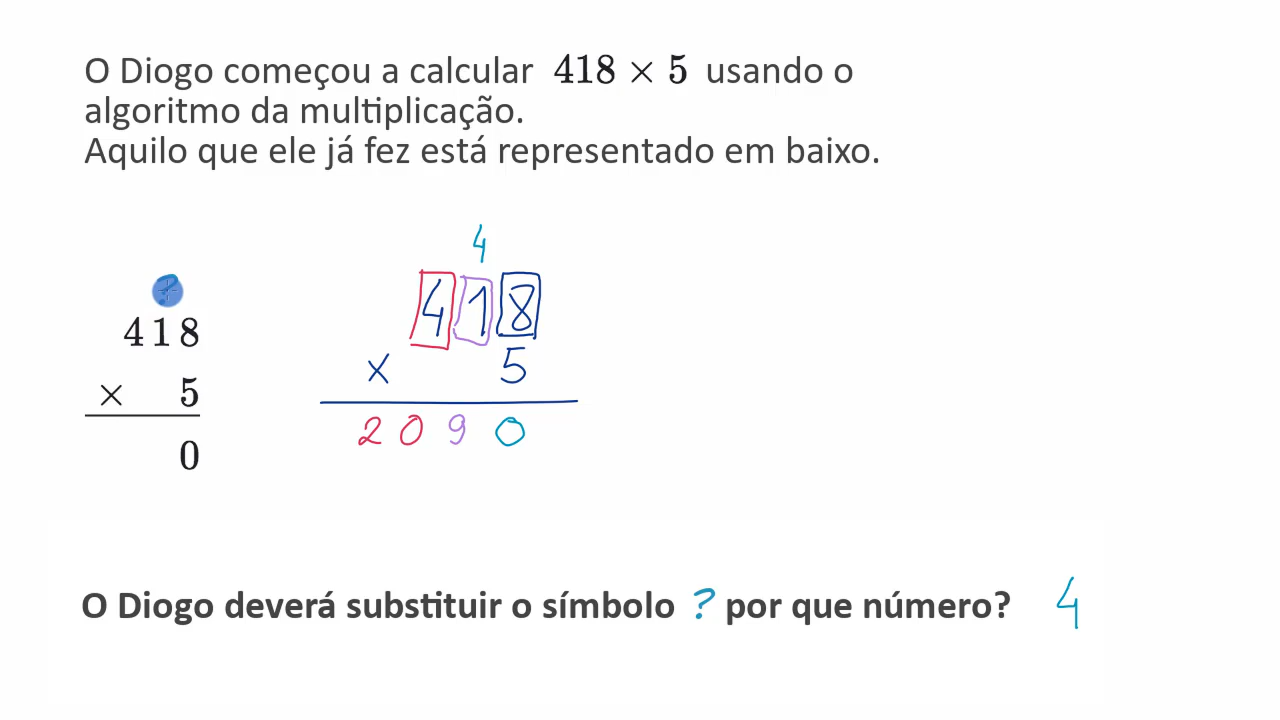 O Diogo começou a calcular 418 × 5 usando o
algoritmo da multiplicação.
Aquilo que ele já fez está representado em baixo.
?
418
× 5
0
4
418
× 5
2090
O Diogo deverá substituir o símbolo ? por que número? 4